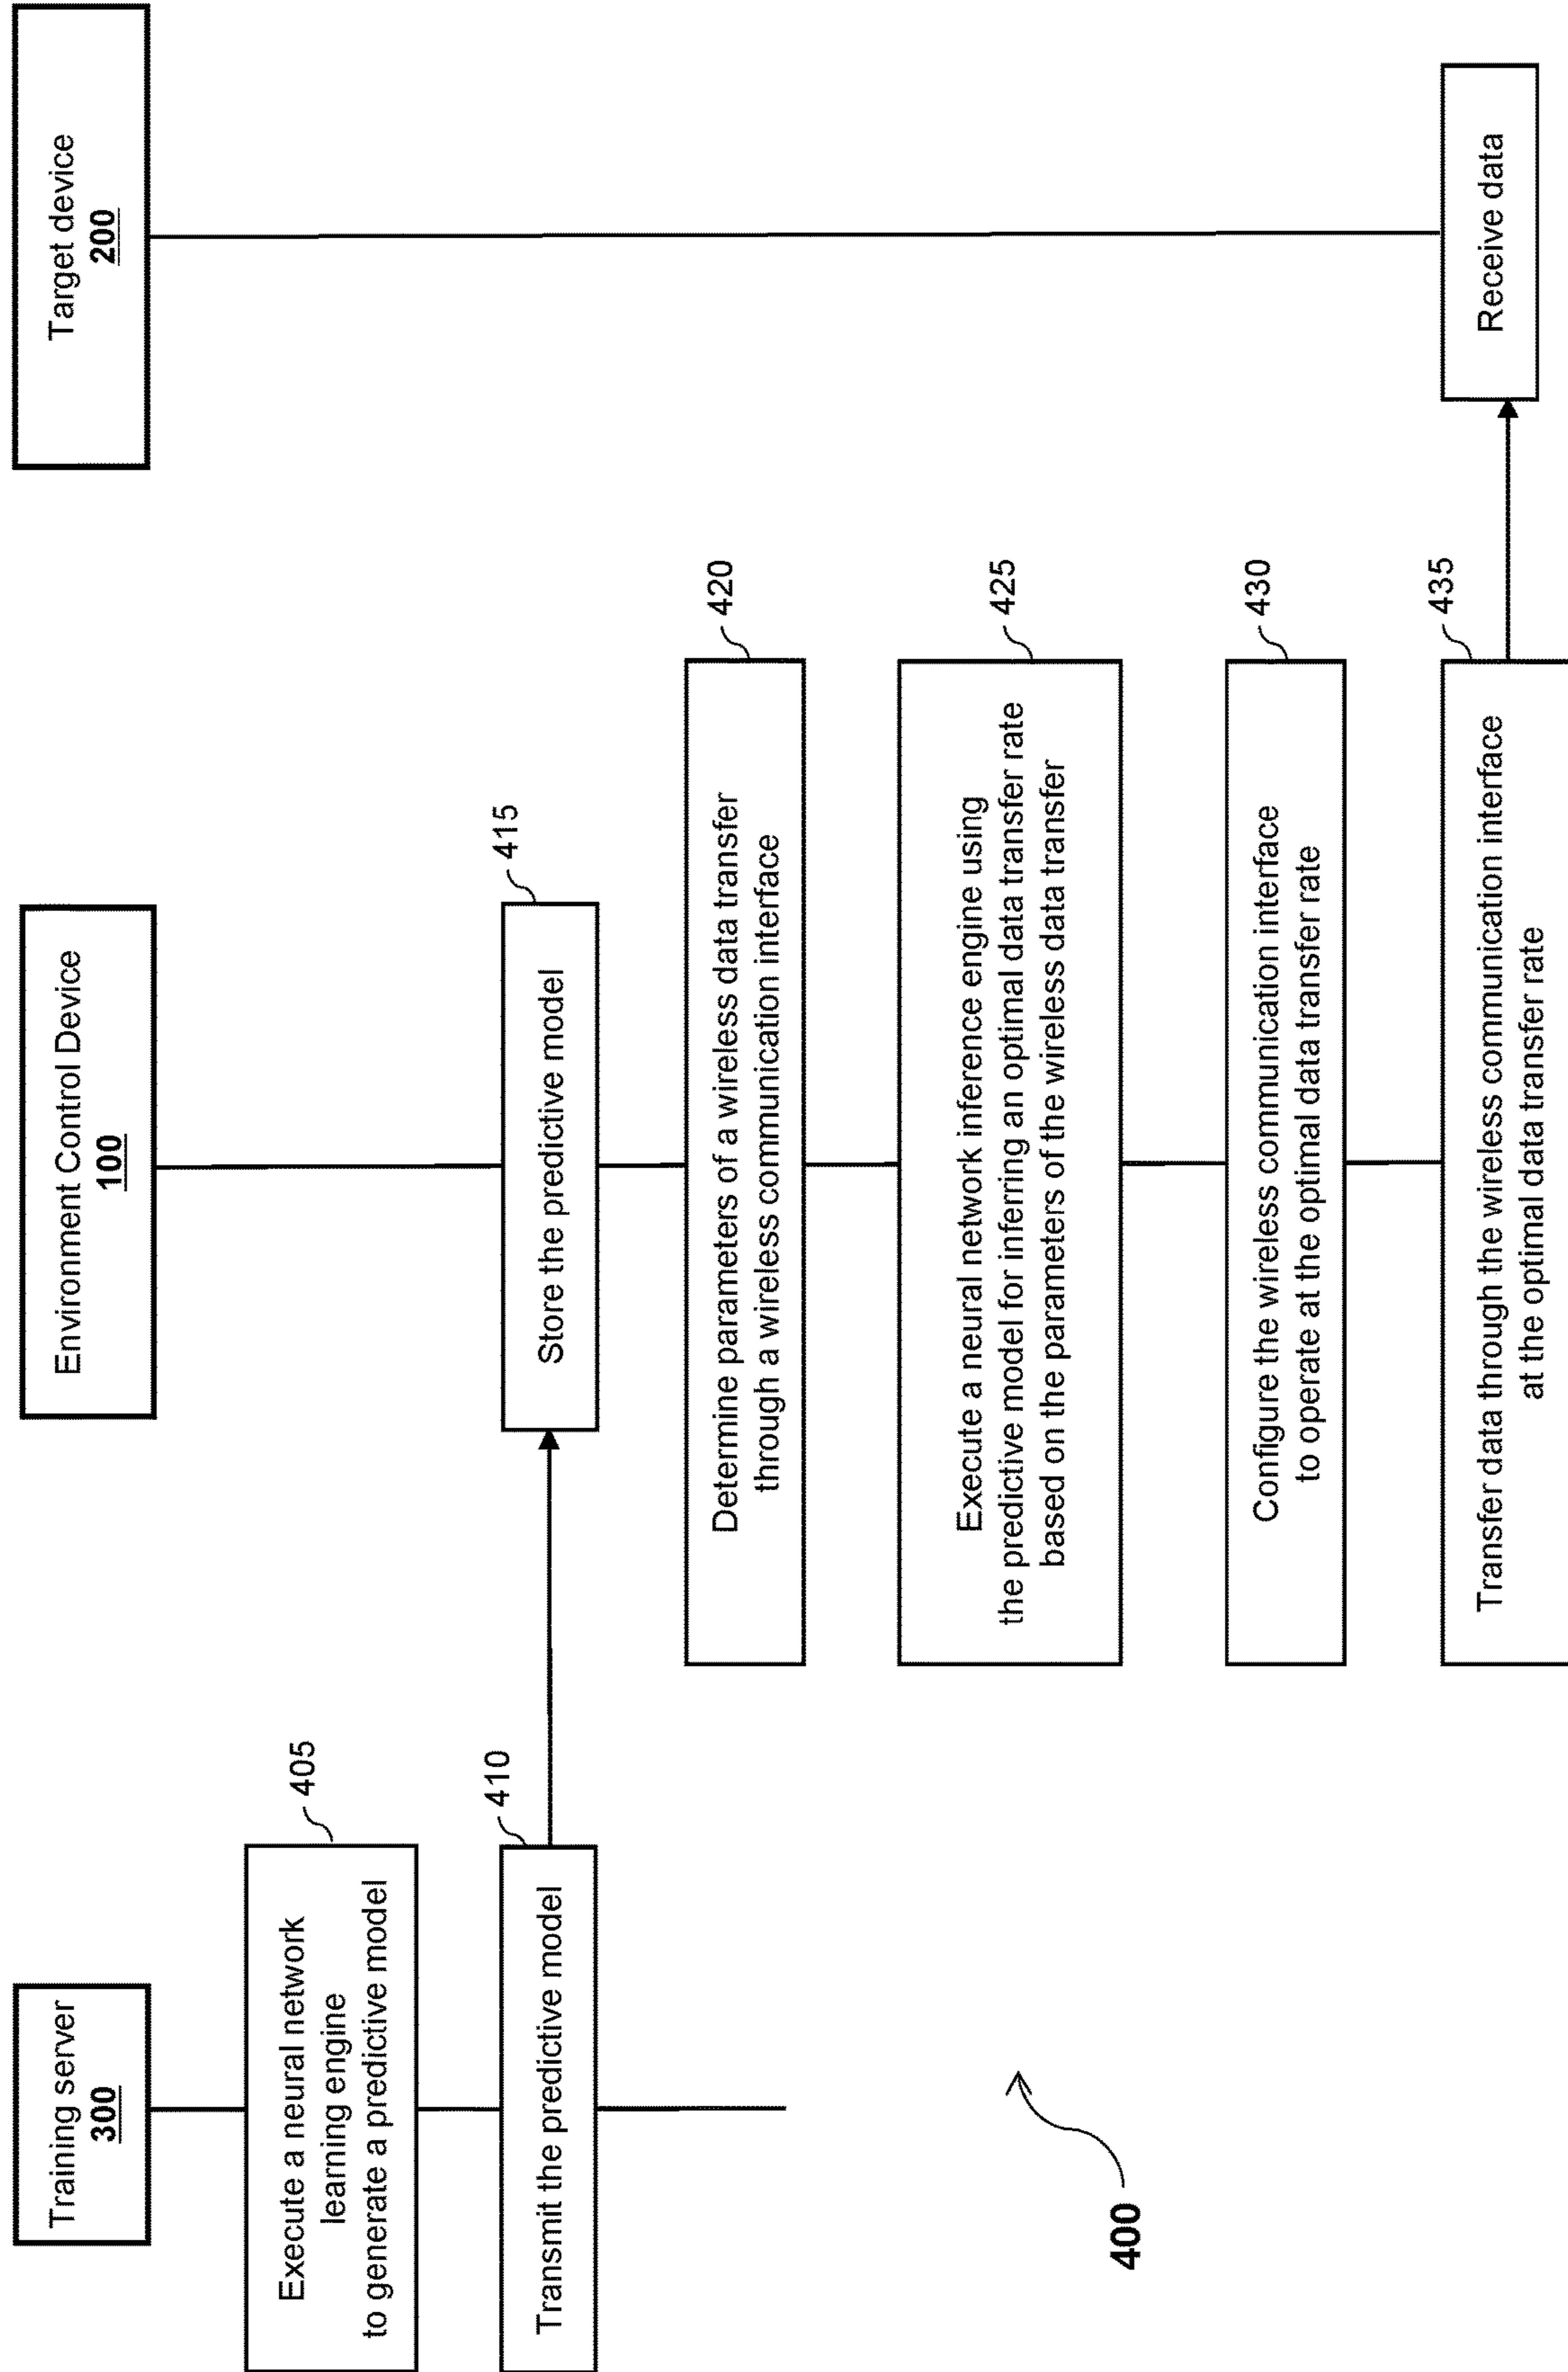 Training server
300
Environment Control Device
100
Target device
200
Execute a neural network
learning engine
to generate a predictive model
405
Transmit the predictive model
410
Store the predictive model
415
Determine parameters of a wireless data transfer
through a wireless communication interface
420
Execute a neural network inference engine using
the predictive model for inferring an optimal data transfer rate
based on the parameters of the wireless data transfer
425
Configure the wireless communication interface
to operate at the optimal data transfer rate
430
Transfer data through the wireless communication interface
at the optimal data transfer rate
435
Receive data
400